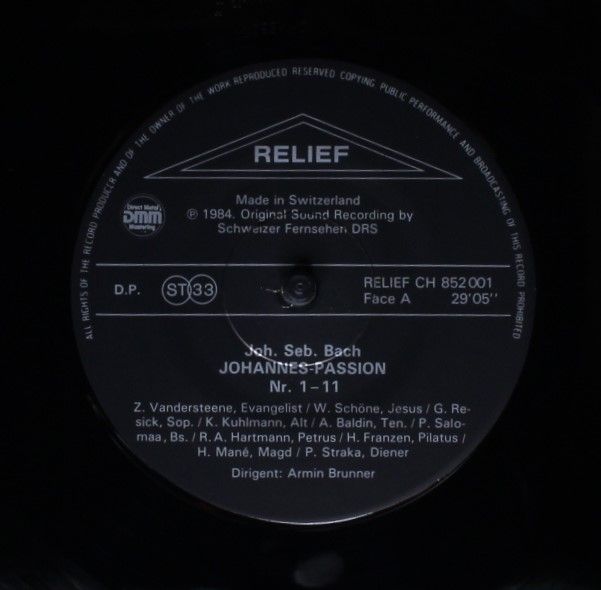 ALL RIGHTS OF THE RECORD PRODUCER AND OF THE OWNER OF THE WORK REPRODUCED RESERVED COPYING, PUBLIC PERFORMANCE AND BROADCASTING OF THIS RECORD PROHIBITED
RELIEF
Made in Switzerland
℗ 1984. Original Sound Recording by
Schweizer Fernsehen DRS
Direct Metal
DMM
Mastering
D.P.
ST 33
RELIEF CH 852 001
Face A 29'05''
Joh. Seb. Bach
JOHANNES-PASSION
Nr. 1–11
Z. Vandersteene, Evangelist / W. Schöne, Jesus / G. Re-
sick, Sop. / K. Kuhlmann, Alt / A. Baldin, Ten. / P. Salo-
maa, Bs. / R. A. Hartmann, Petrus / H. Franzen, Pilatus /
H. Mané, Magd / P. Straka, Diener
Dirigent: Armin Brunner